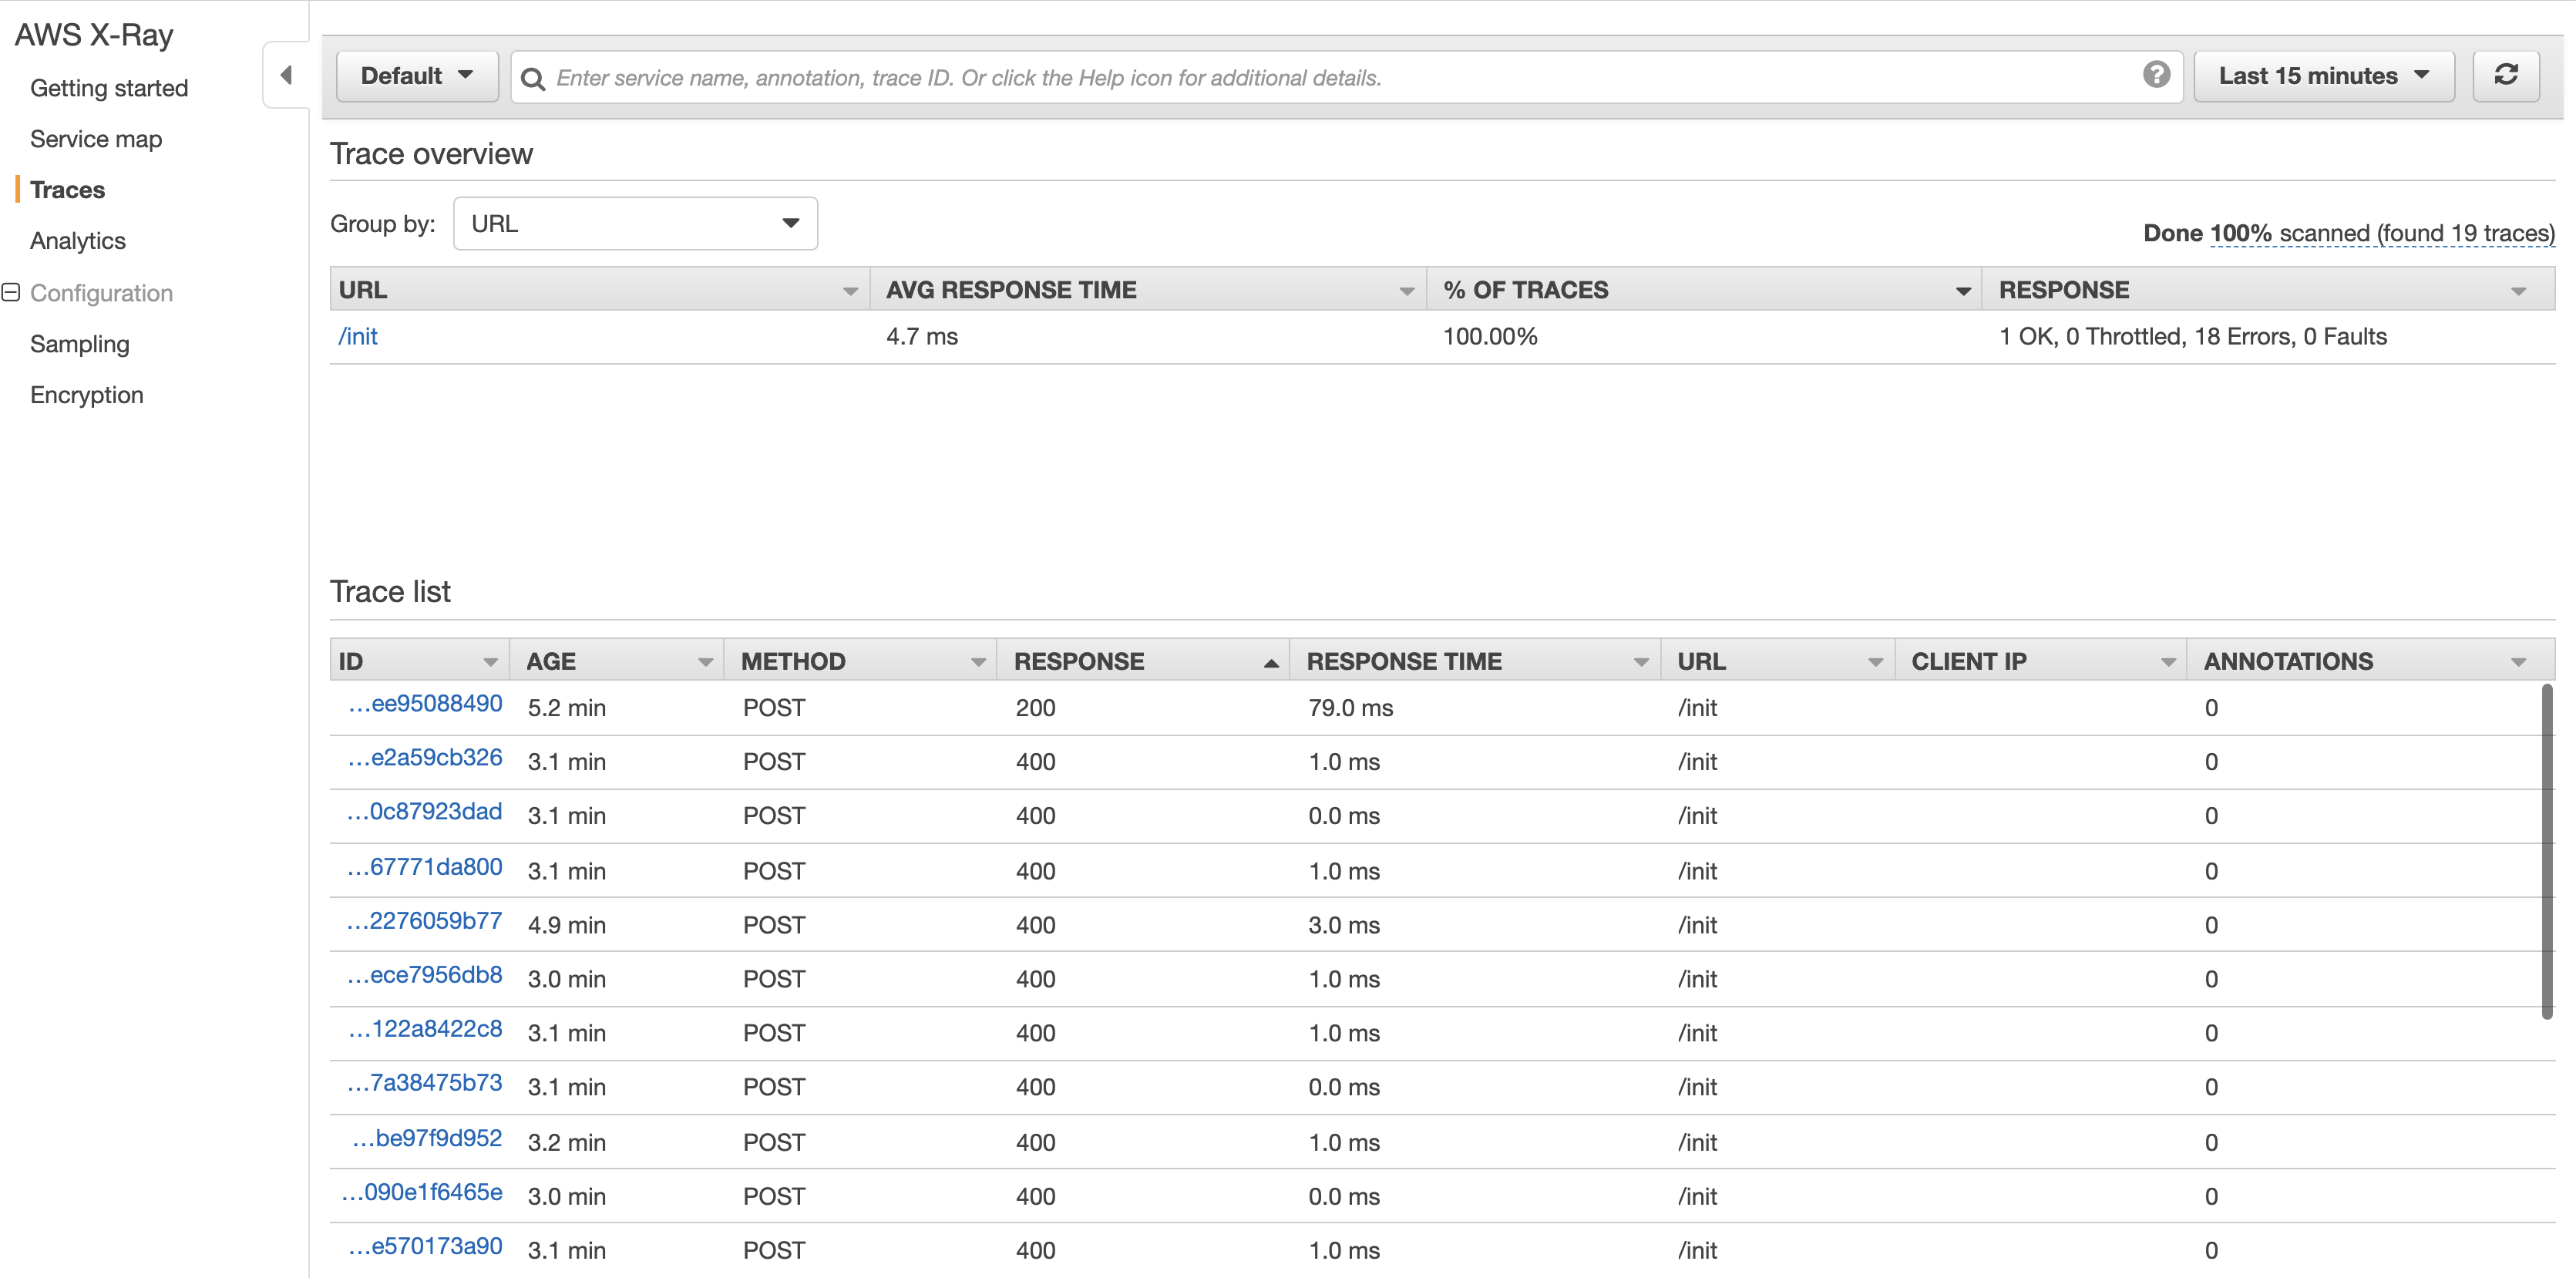 AWS X-Ray
Getting started
Service map
Traces
Analytics
Configuration
Sampling
Encryption
Default
Enter service name, annotation, trace ID. Or click the Help icon for additional details.
?
Last 15 minutes
Trace overview
Group by: URL
Done 100% scanned (found 19 traces)
URL AVG RESPONSE TIME % OF TRACES RESPONSE
/init 4.7 ms 100.00% 1 OK, 0 Throttled, 18 Errors, 0 Faults
Trace list
ID AGE METHOD RESPONSE RESPONSE TIME URL CLIENT IP ANNOTATIONS
...ee95088490 5.2 min POST 200 79.0 ms /init 0
...e2a59cb326 3.1 min POST 400 1.0 ms /init 0
...0c87923dad 3.1 min POST 400 0.0 ms /init 0
...67771da800 3.1 min POST 400 1.0 ms /init 0
...2276059b77 4.9 min POST 400 3.0 ms /init 0
...ece7956db8 3.0 min POST 400 1.0 ms /init 0
...122a8422c8 3.1 min POST 400 1.0 ms /init 0
...7a38475b73 3.1 min POST 400 0.0 ms /init 0
...be97f9d952 3.2 min POST 400 1.0 ms /init 0
...090e1f6465e 3.0 min POST 400 0.0 ms /init 0
...e570173a90 3.1 min POST 400 1.0 ms /init 0